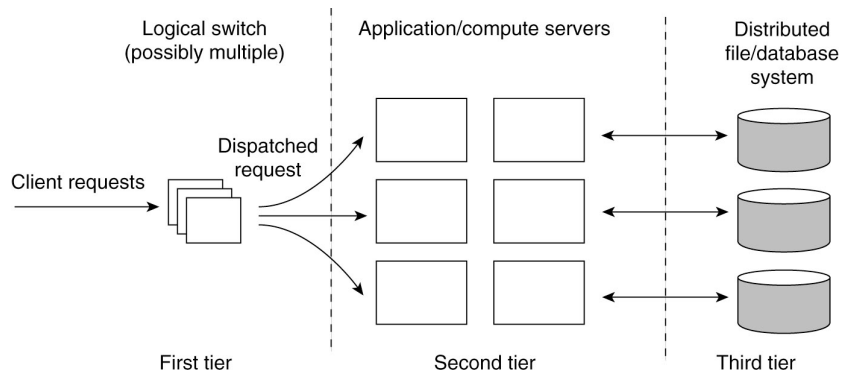 Logical switch
(possibly multiple)
Application/compute servers
Distributed
file/database
system
Dispatched
request
Client requests
First tier
Second tier
Third tier